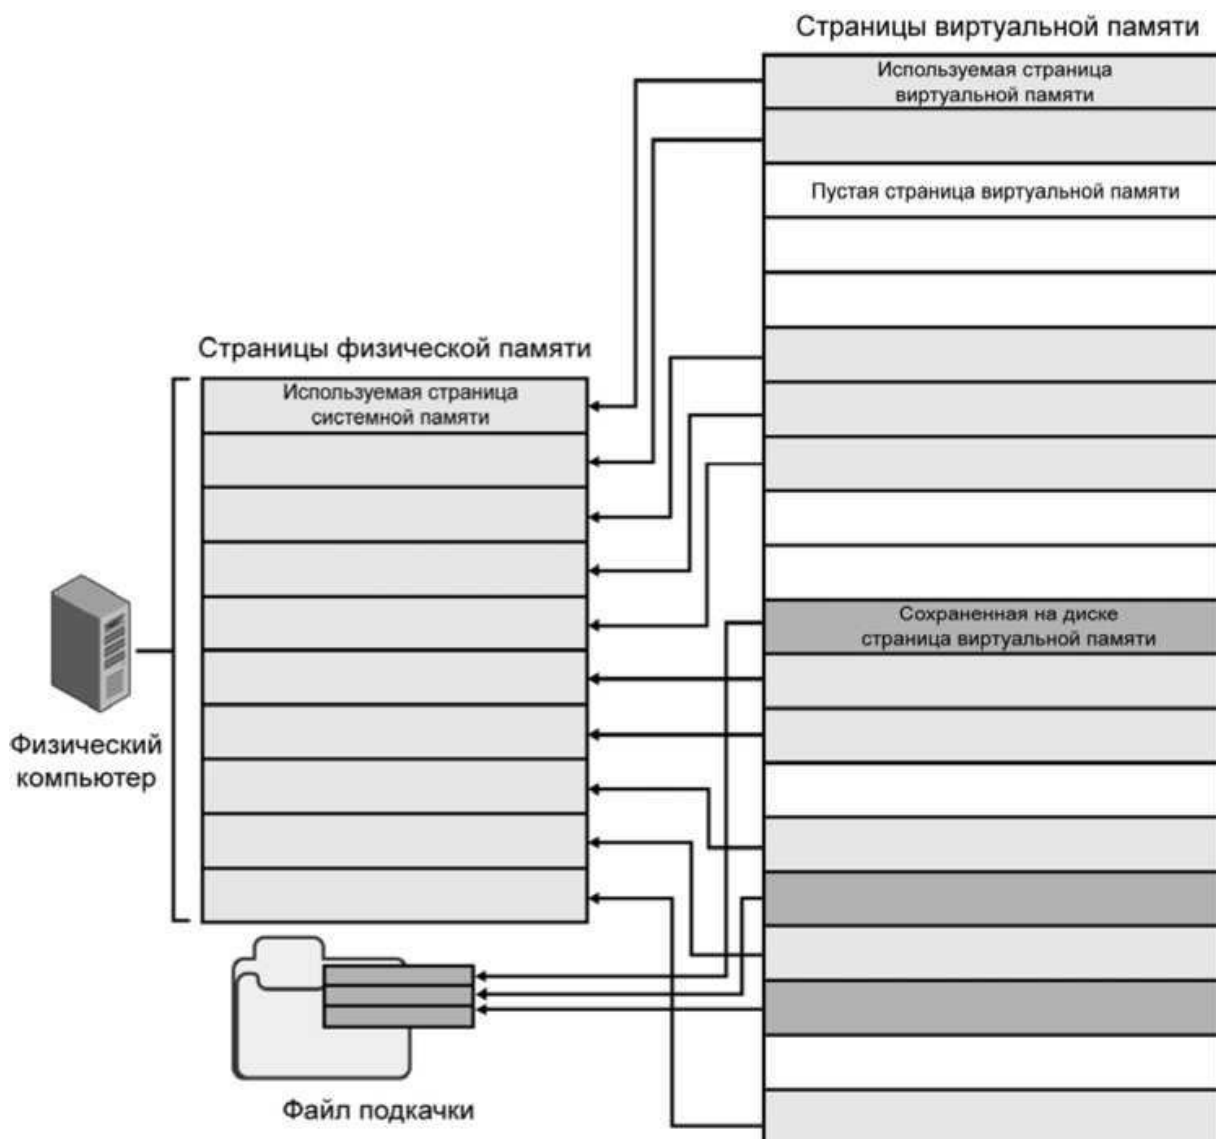 Страницы виртуальной памяти
Используемая страница
виртуальной памяти
Пустая страница виртуальной памяти
Страницы физической памяти
Используемая страница
системной памяти
Сохраненная на диске
страница виртуальной памяти
Физический
компьютер
Файл подкачки